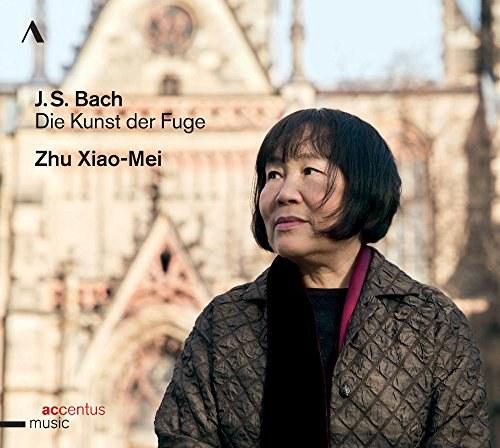 J. S. Bach
Die Kunst der Fuge
Zhu Xiao-Mei
accentus
music